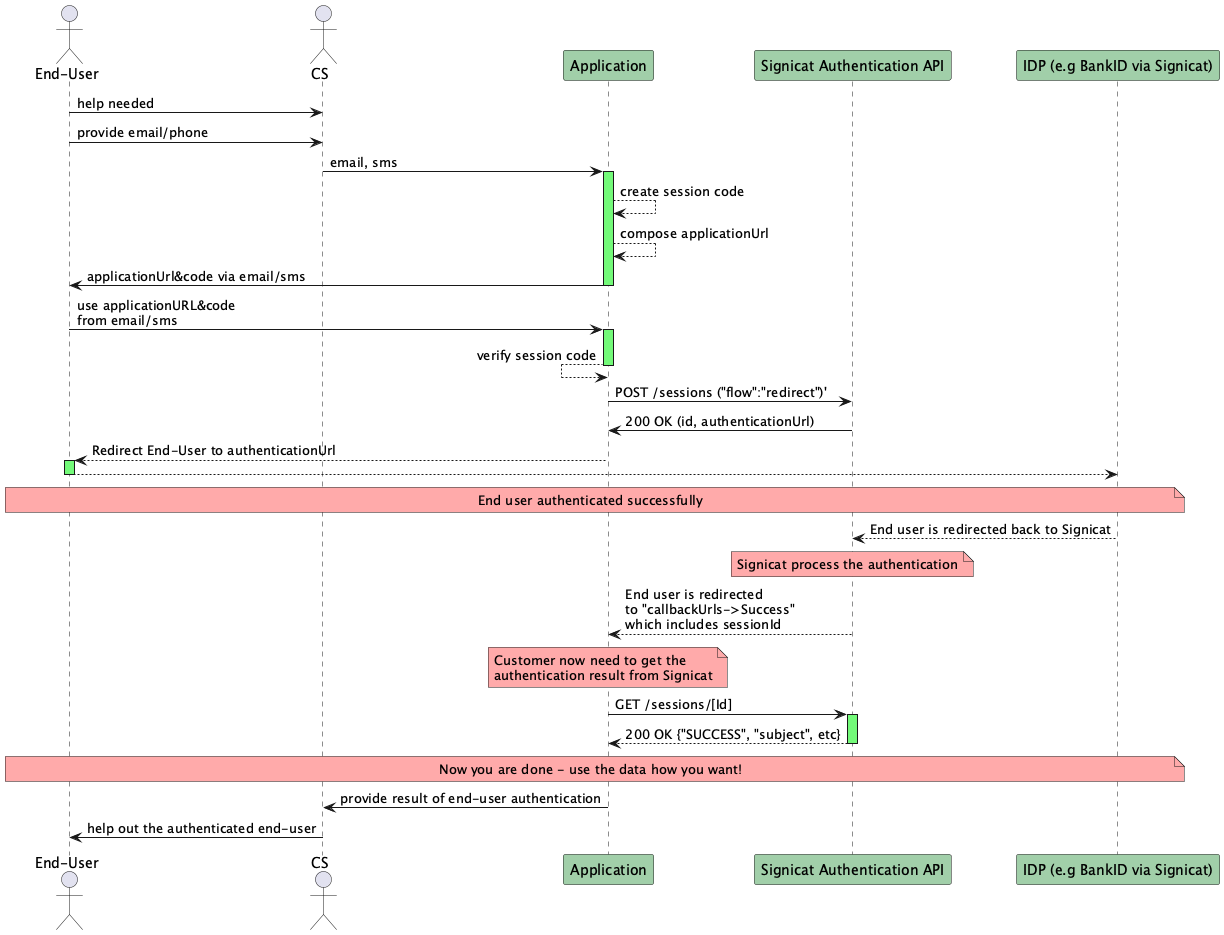 End-User
CS
Application
Signicat Authentication API
IDP (e.g BankID via Signicat)
help needed
provide email/phone
email, sms
create session code
compose applicationUrl
applicationUrl&code via email/sms
use applicationURL&code
from email/sms
verify session code
POST /sessions ("flow":"redirect")'
200 OK (id, authenticationUrl)
Redirect End-User to authenticationUrl
End user authenticated successfully
End user is redirected back to Signicat
Signicat process the authentication
End user is redirected
to "callbackUrls->Success"
which includes sessionId
Customer now need to get the
authentication result from Signicat
GET /sessions/[Id]
200 OK {"SUCCESS", "subject", etc}
Now you are done - use the data how you want!
provide result of end-user authentication
help out the authenticated end-user
End-User
CS
Application
Signicat Authentication API
IDP (e.g BankID via Signicat)